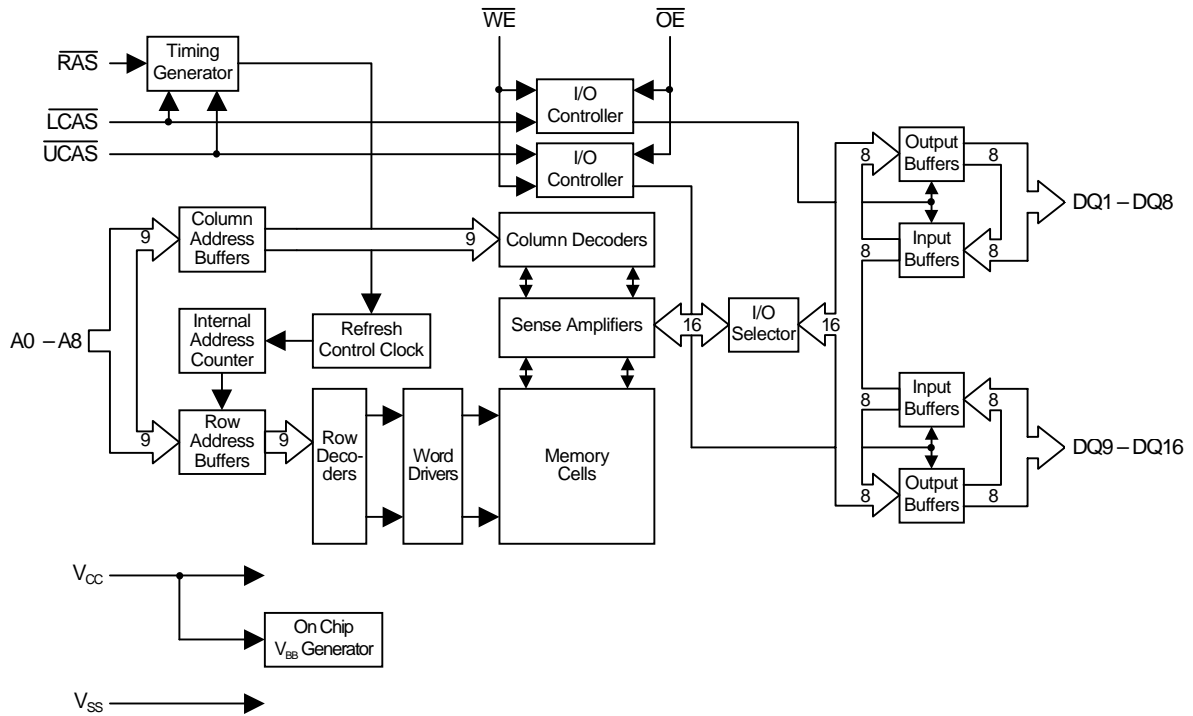 WE
OE
RAS
Timing
Generator
LCAS
UCAS
I/O
Controller
I/O
Controller
Output
Buffers
8
8
DQ1 – DQ8
Input
Buffers
8
8
A0 – A8
9
Column
Address
Buffers
9
Column Decoders
Internal
Address
Counter
Refresh
Control Clock
Sense Amplifiers
16
I/O
Selector
16
9
Row
Address
Buffers
9
Row
Deco-
ders
Word
Drivers
Memory
Cells
Input
Buffers
8
8
DQ9 – DQ16
Output
Buffers
8
8
VCC
On Chip
VBB Generator
VSS